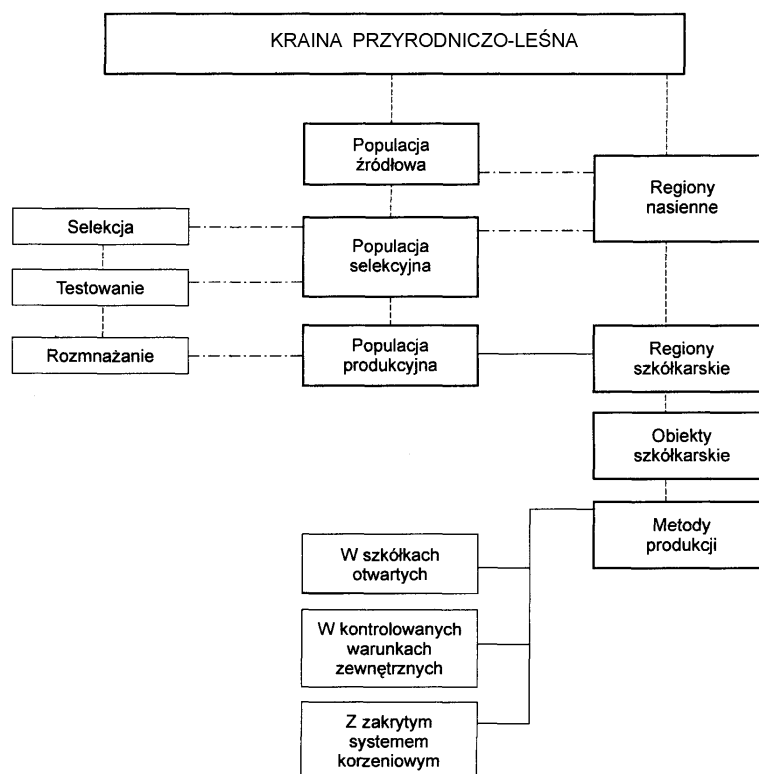 KRAINA PRZYRODNICZO-LEŚNA
Populacja
źródłowa
Regiony
nasienne
Selekcja
Populacja
selekcyjna
Testowanie
Rozmnażanie
Populacja
produkcyjna
Regiony
szkółkarskie
Obiekty
szkółkarskie
Metody
produkcji
W szkółkach
otwartych
W kontrolowanych
warunkach
zewnętrznych
Z zakrytym
systemem
korzeniowym